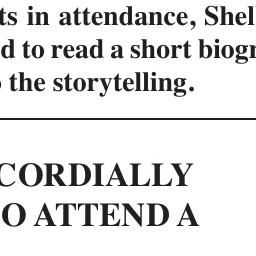 ts in attendance, Shel
d to read a short biogr
the storytelling.
CORDIALLY
O ATTEND A